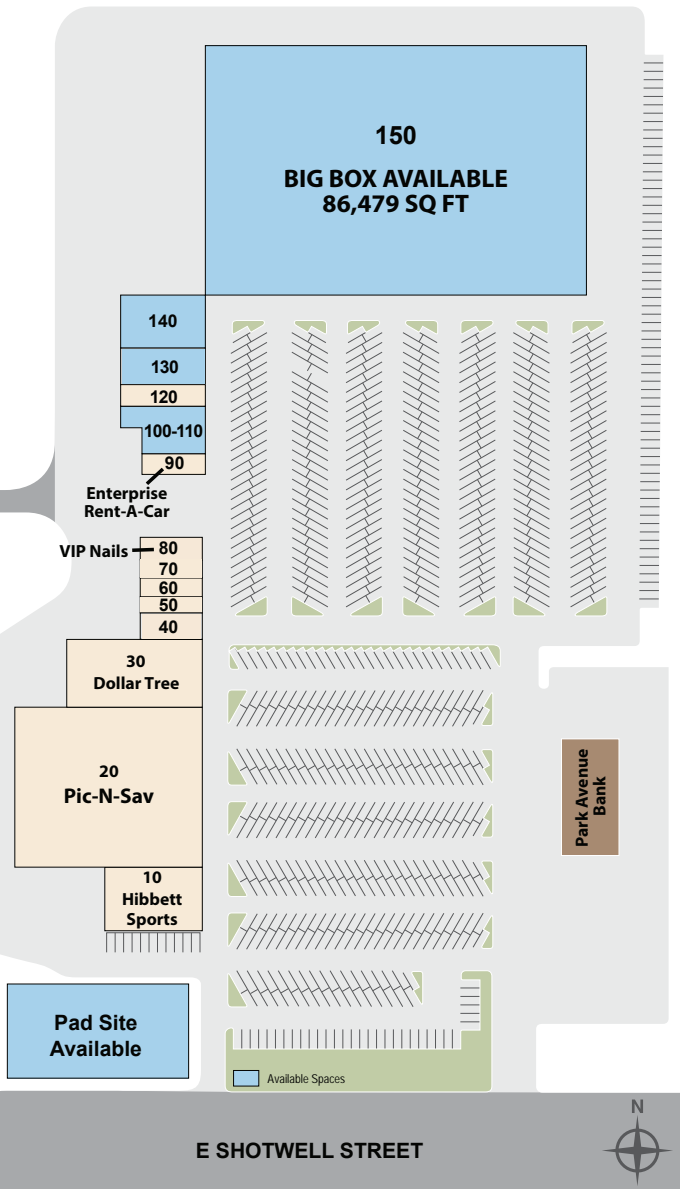 150
BIG BOX AVAILABLE
86,479 SQ FT
140
130
120
100-110
90
Enterprise
Rent-A-Car
VIP Nails
80
70
60
50
40
30
Dollar Tree
20
Pic-N-Sav
Park Avenue
Bank
10
Hibbett
Sports
Pad Site
Available
Available Spaces
N
E SHOTWELL STREET